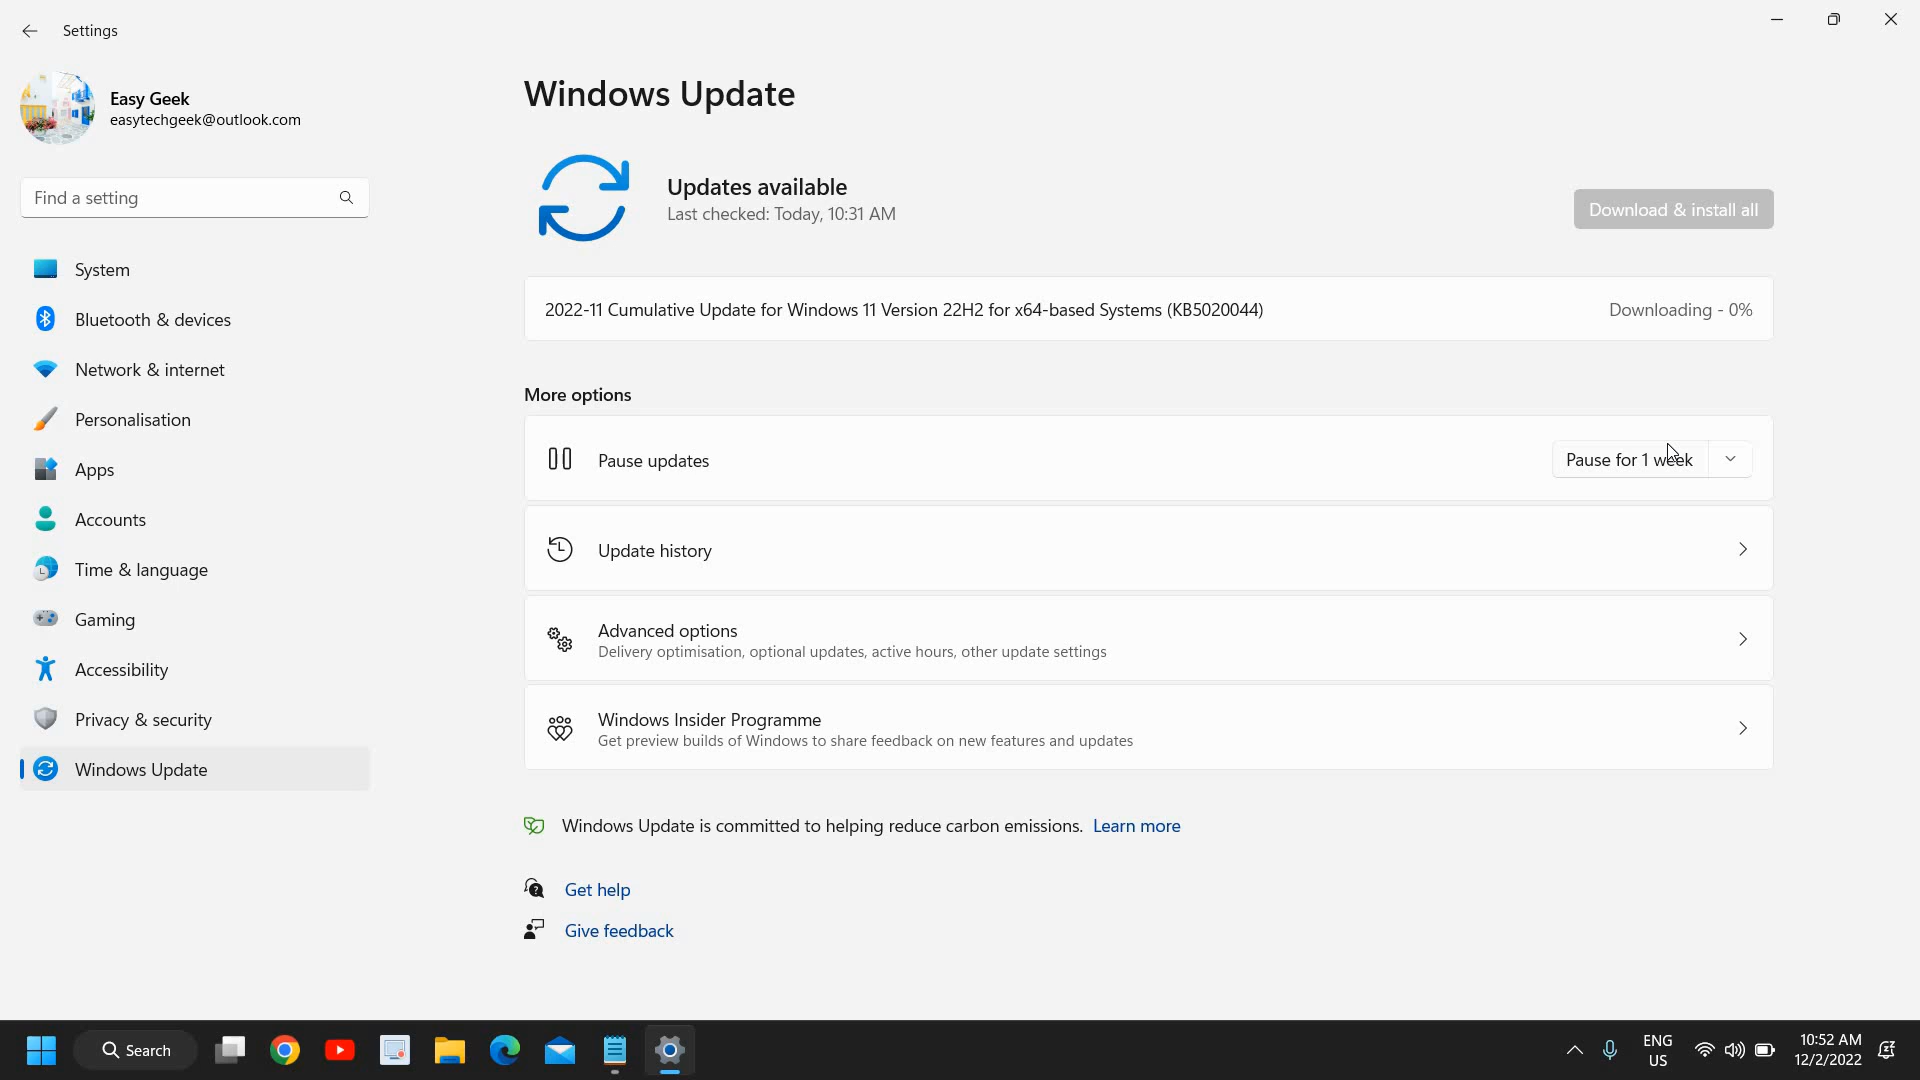 Settings
Easy Geek
easytechgeek@outlook.com
Find a setting
System
Bluetooth & devices
Network & internet
Personalisation
Apps
Accounts
Time & language
Gaming
Accessibility
Privacy & security
Windows Update
Windows Update
Updates available
Last checked: Today, 10:31 AM
Download & install all
2022-11 Cumulative Update for Windows 11 Version 22H2 for x64-based Systems (KB5020044) Downloading - 0%
More options
Pause updates Pause for 1 week
Update history
Advanced options
Delivery optimisation, optional updates, active hours, other update settings
Windows Insider Programme
Get preview builds of Windows to share feedback on new features and updates
Windows Update is committed to helping reduce carbon emissions. Learn more
Get help
Give feedback
Search
ENG
US
10:52 AM
12/2/2022